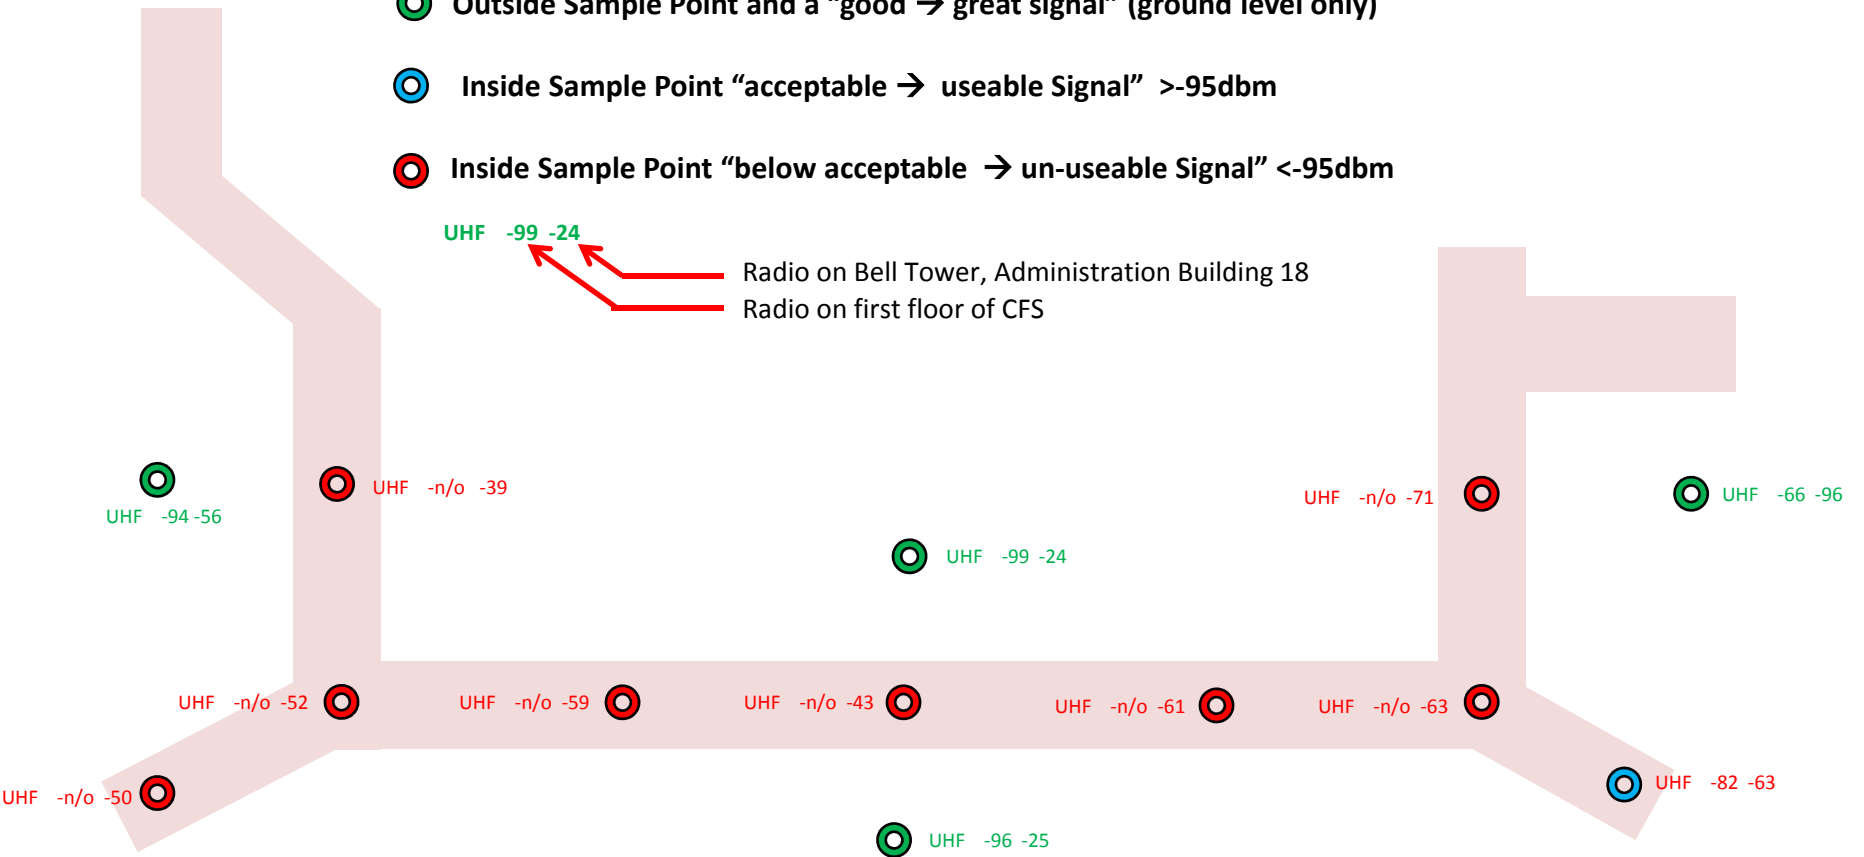 Outside Sample Point and a “good → great signal” (ground level only)
Inside Sample Point “acceptable → useable Signal” >-95dbm
Inside Sample Point “below acceptable → un-useable Signal” <-95dbm
UHF -99 -24
Radio on Bell Tower, Administration Building 18
Radio on first floor of CFS
UHF -n/o -39
UHF -94 -56
UHF -n/o -71
UHF -66 -96
UHF -99 -24
UHF -n/o -52
UHF -n/o -59
UHF -n/o -43
UHF -n/o -61
UHF -n/o -63
UHF -n/o -50
UHF -82 -63
UHF -96 -25